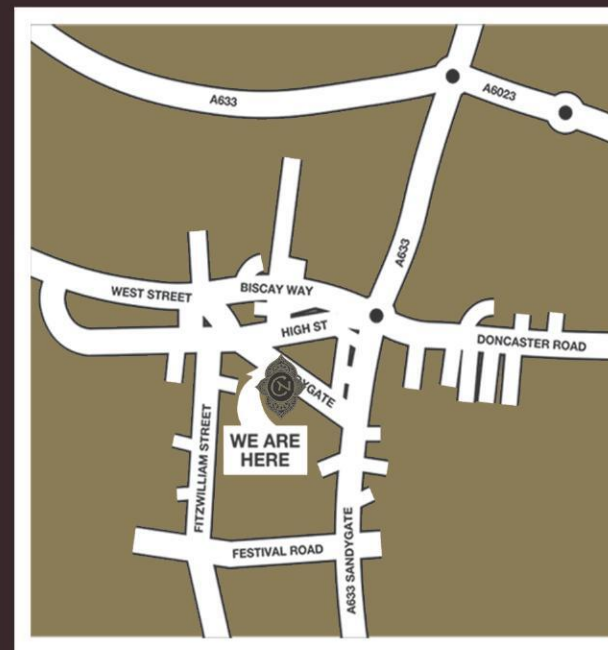 A633
A6023
A633
WEST STREET
BISCAY WAY
HIGH ST
DONCASTER ROAD
WE ARE
HERE
FITZWILLIAM STREET
FESTIVAL ROAD
A633 SANDYGATE